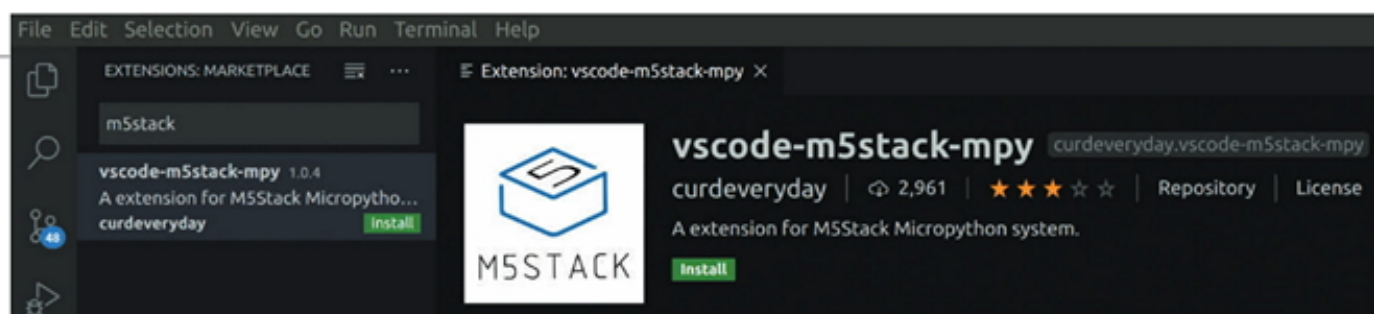 File Edit Selection View Go Run Terminal Help
EXTENSIONS: MARKETPLACE ···
Extension: vscode-m5stack-mpy ×
m5stack
vscode-m5stack-mpy 1.0.4
A extension for M5Stack Micropytho...
curdeveryday Install
48
5
M5STACK
vscode-m5stack-mpy curdeveryday.vscode-m5stack-mpy
curdeveryday 2,961 Repository License
A extension for M5Stack Micropython system.
Install